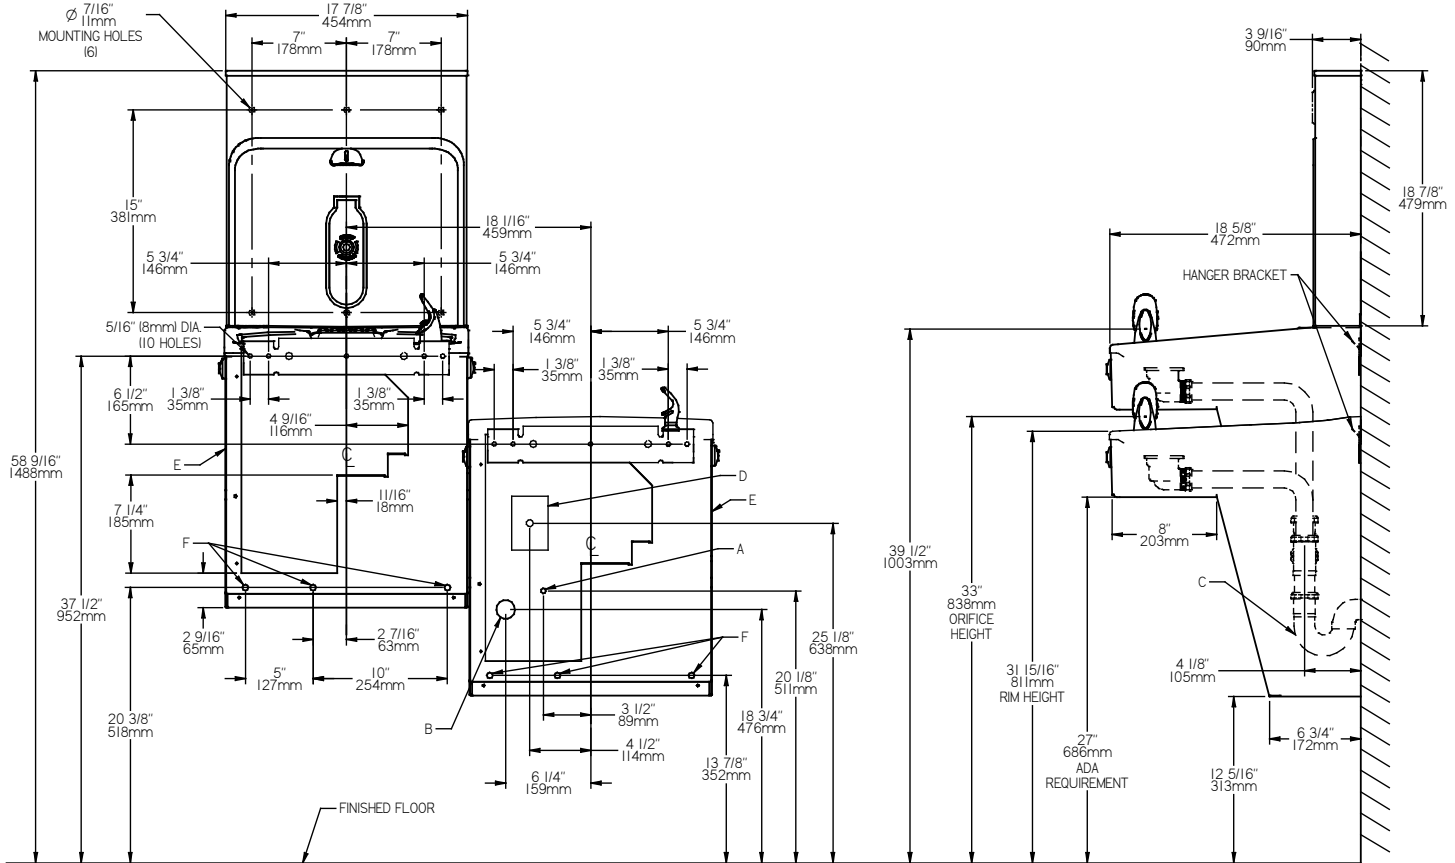 Ø 7/16"
11mm
MOUNTING HOLES
(6)
17 7/8"
454mm
7"
178mm
7"
178mm
15"
381mm
18 1/16"
459mm
5 3/4"
146mm
5 3/4"
146mm
5/16" (8mm) DIA.
(10 HOLES)
5 3/4"
146mm
5 3/4"
146mm
6 1/2"
165mm
1 3/8"
35mm
1 3/8"
35mm
1 3/8"
35mm
1 3/8"
35mm
4 9/16"
116mm
58 9/16"
1488mm
E
C
D
E
11/16"
18mm
7 1/4"
185mm
F
C
A
37 1/2"
952mm
2 9/16"
65mm
2 7/16"
63mm
F
25 1/8"
638mm
5"
127mm
10"
254mm
20 1/8"
511mm
20 3/8"
518mm
3 1/2"
89mm
18 3/4"
476mm
B
4 1/2"
114mm
13 7/8"
352mm
6 1/4"
159mm
FINISHED FLOOR
3 9/16"
90mm
18 7/8"
479mm
18 5/8"
472mm
HANGER BRACKET
8"
203mm
39 1/2"
1003mm
33"
838mm
ORIFICE
HEIGHT
C
31 15/16"
811mm
RIM HEIGHT
4 1/8"
105mm
27"
686mm
ADA
REQUIREMENT
6 3/4"
172mm
12 5/16"
313mm